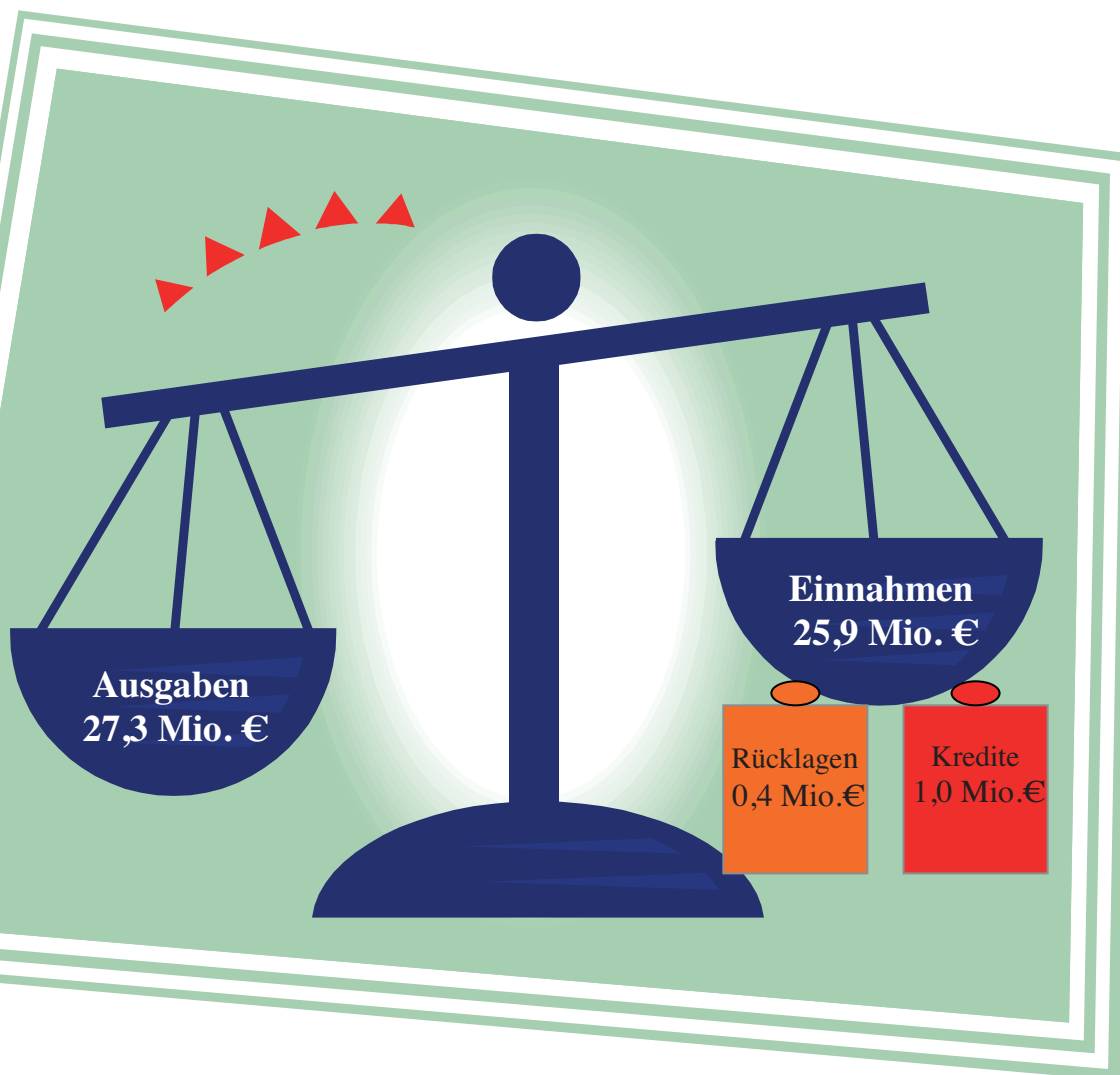 Einnahmen
25,9 Mio. €
Ausgaben
27,3 Mio. €
Rücklagen
0,4 Mio.€
Kredite
1,0 Mio.€